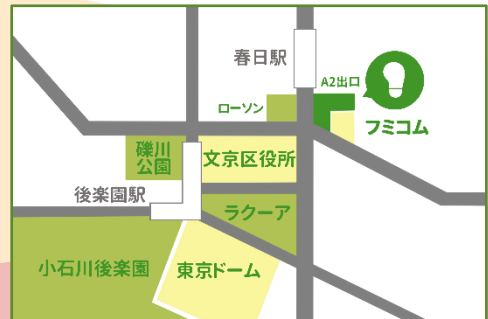 春日駅
A2出口
ローソン
フミコム
礫川
公園
文京区役所
後楽園駅
ラクーア
小石川後楽園
東京ドーム